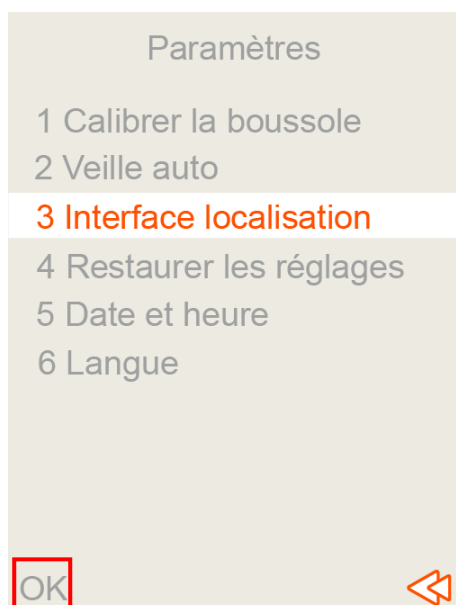 Paramètres
1 Calibrer la boussole
2 Veille auto
3 Interface localisation
4 Restaurer les réglages
5 Date et heure
6 Langue
OK